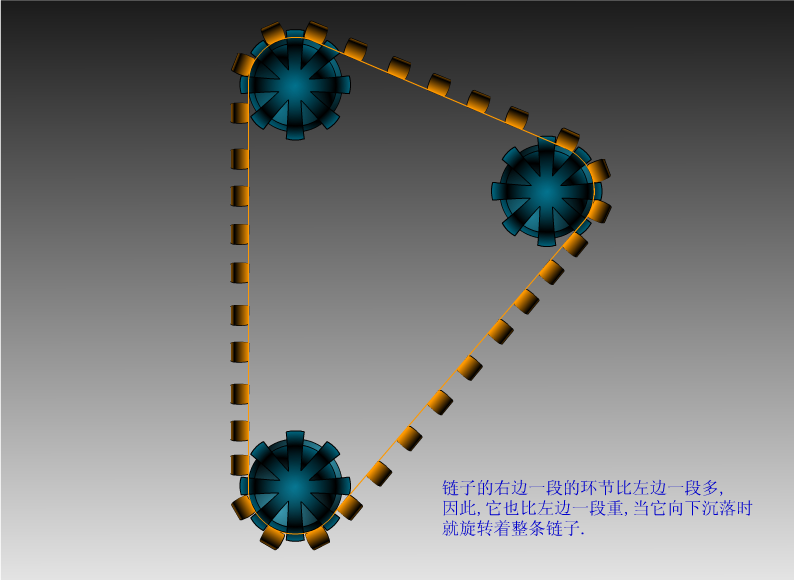 链子的右边一段的环节比左边一段多,
因此,它也比左边一段重,当它向下沉落时
就旋转着整条链子.